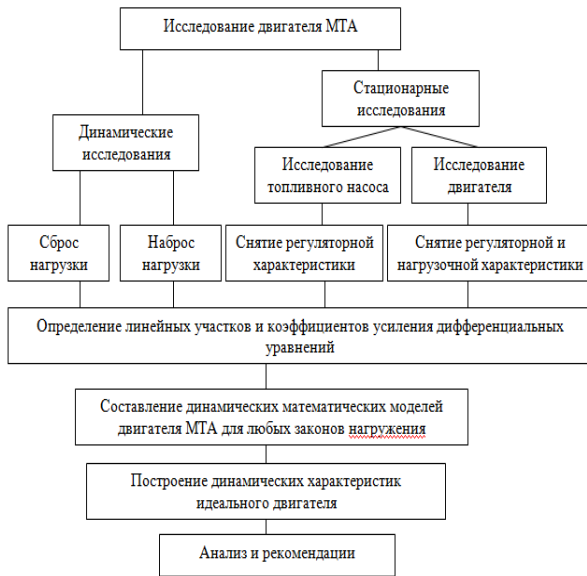 Исследование двигателя МТА
Стационарные
исследования
Динамические
исследования
Исследование
топливного насоса
Исследование
двигателя
Сброс
нагрузки
Наброс
нагрузки
Снятие регуляторной
характеристики
Снятие регуляторной и
нагрузочной характеристики
Определение линейных участков и коэффициентов усиления дифференциальных
уравнений
Составление динамических математических моделей
двигателя МТА для любых законов нагружения
Построение динамических характеристик
идеального двигателя
Анализ и рекомендации